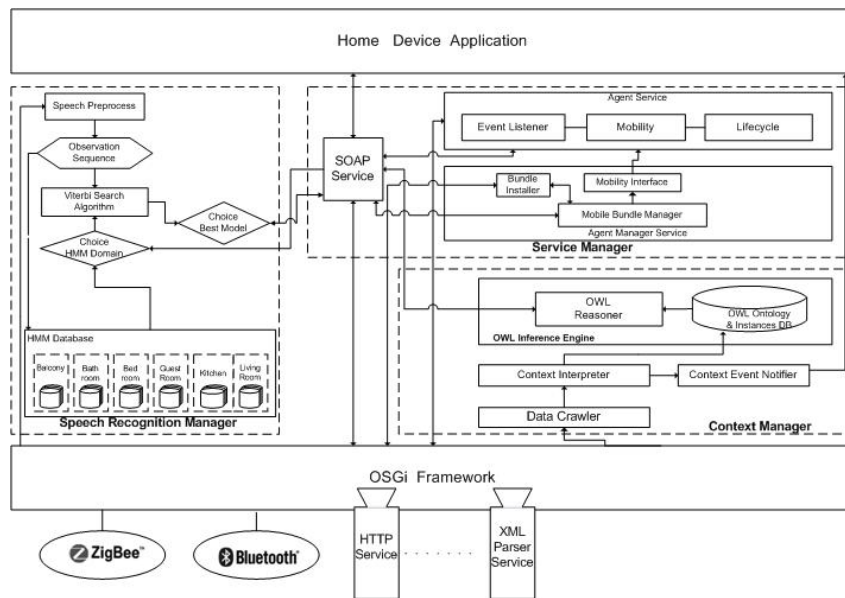 Home Device Application
Speech Preprocess
Observation
Sequence
Viterbi Search
Algorithm
Choice
Best Model
Choice
HMM Domain
HMM Database
Balcony
Bath
room
Bed
room
Guest
Room
Kitchen
Living
Room
Speech Recognition Manager
SOAP
Service
Agent Service
Event Listener
Mobility
Lifecycle
Bundle
Installer
Mobility Interface
Mobile Bundle Manager
Agent Manager Service
Service Manager
OWL
Reasoner
OWL Ontology
& Instances DB
OWL Inference Engine
Context Interpreter
Context Event Notifier
Data Crawler
Context Manager
OSGi Framework
ZigBee™
Bluetooth®
HTTP
Service
. . . . . . .
XML
Parser
Service